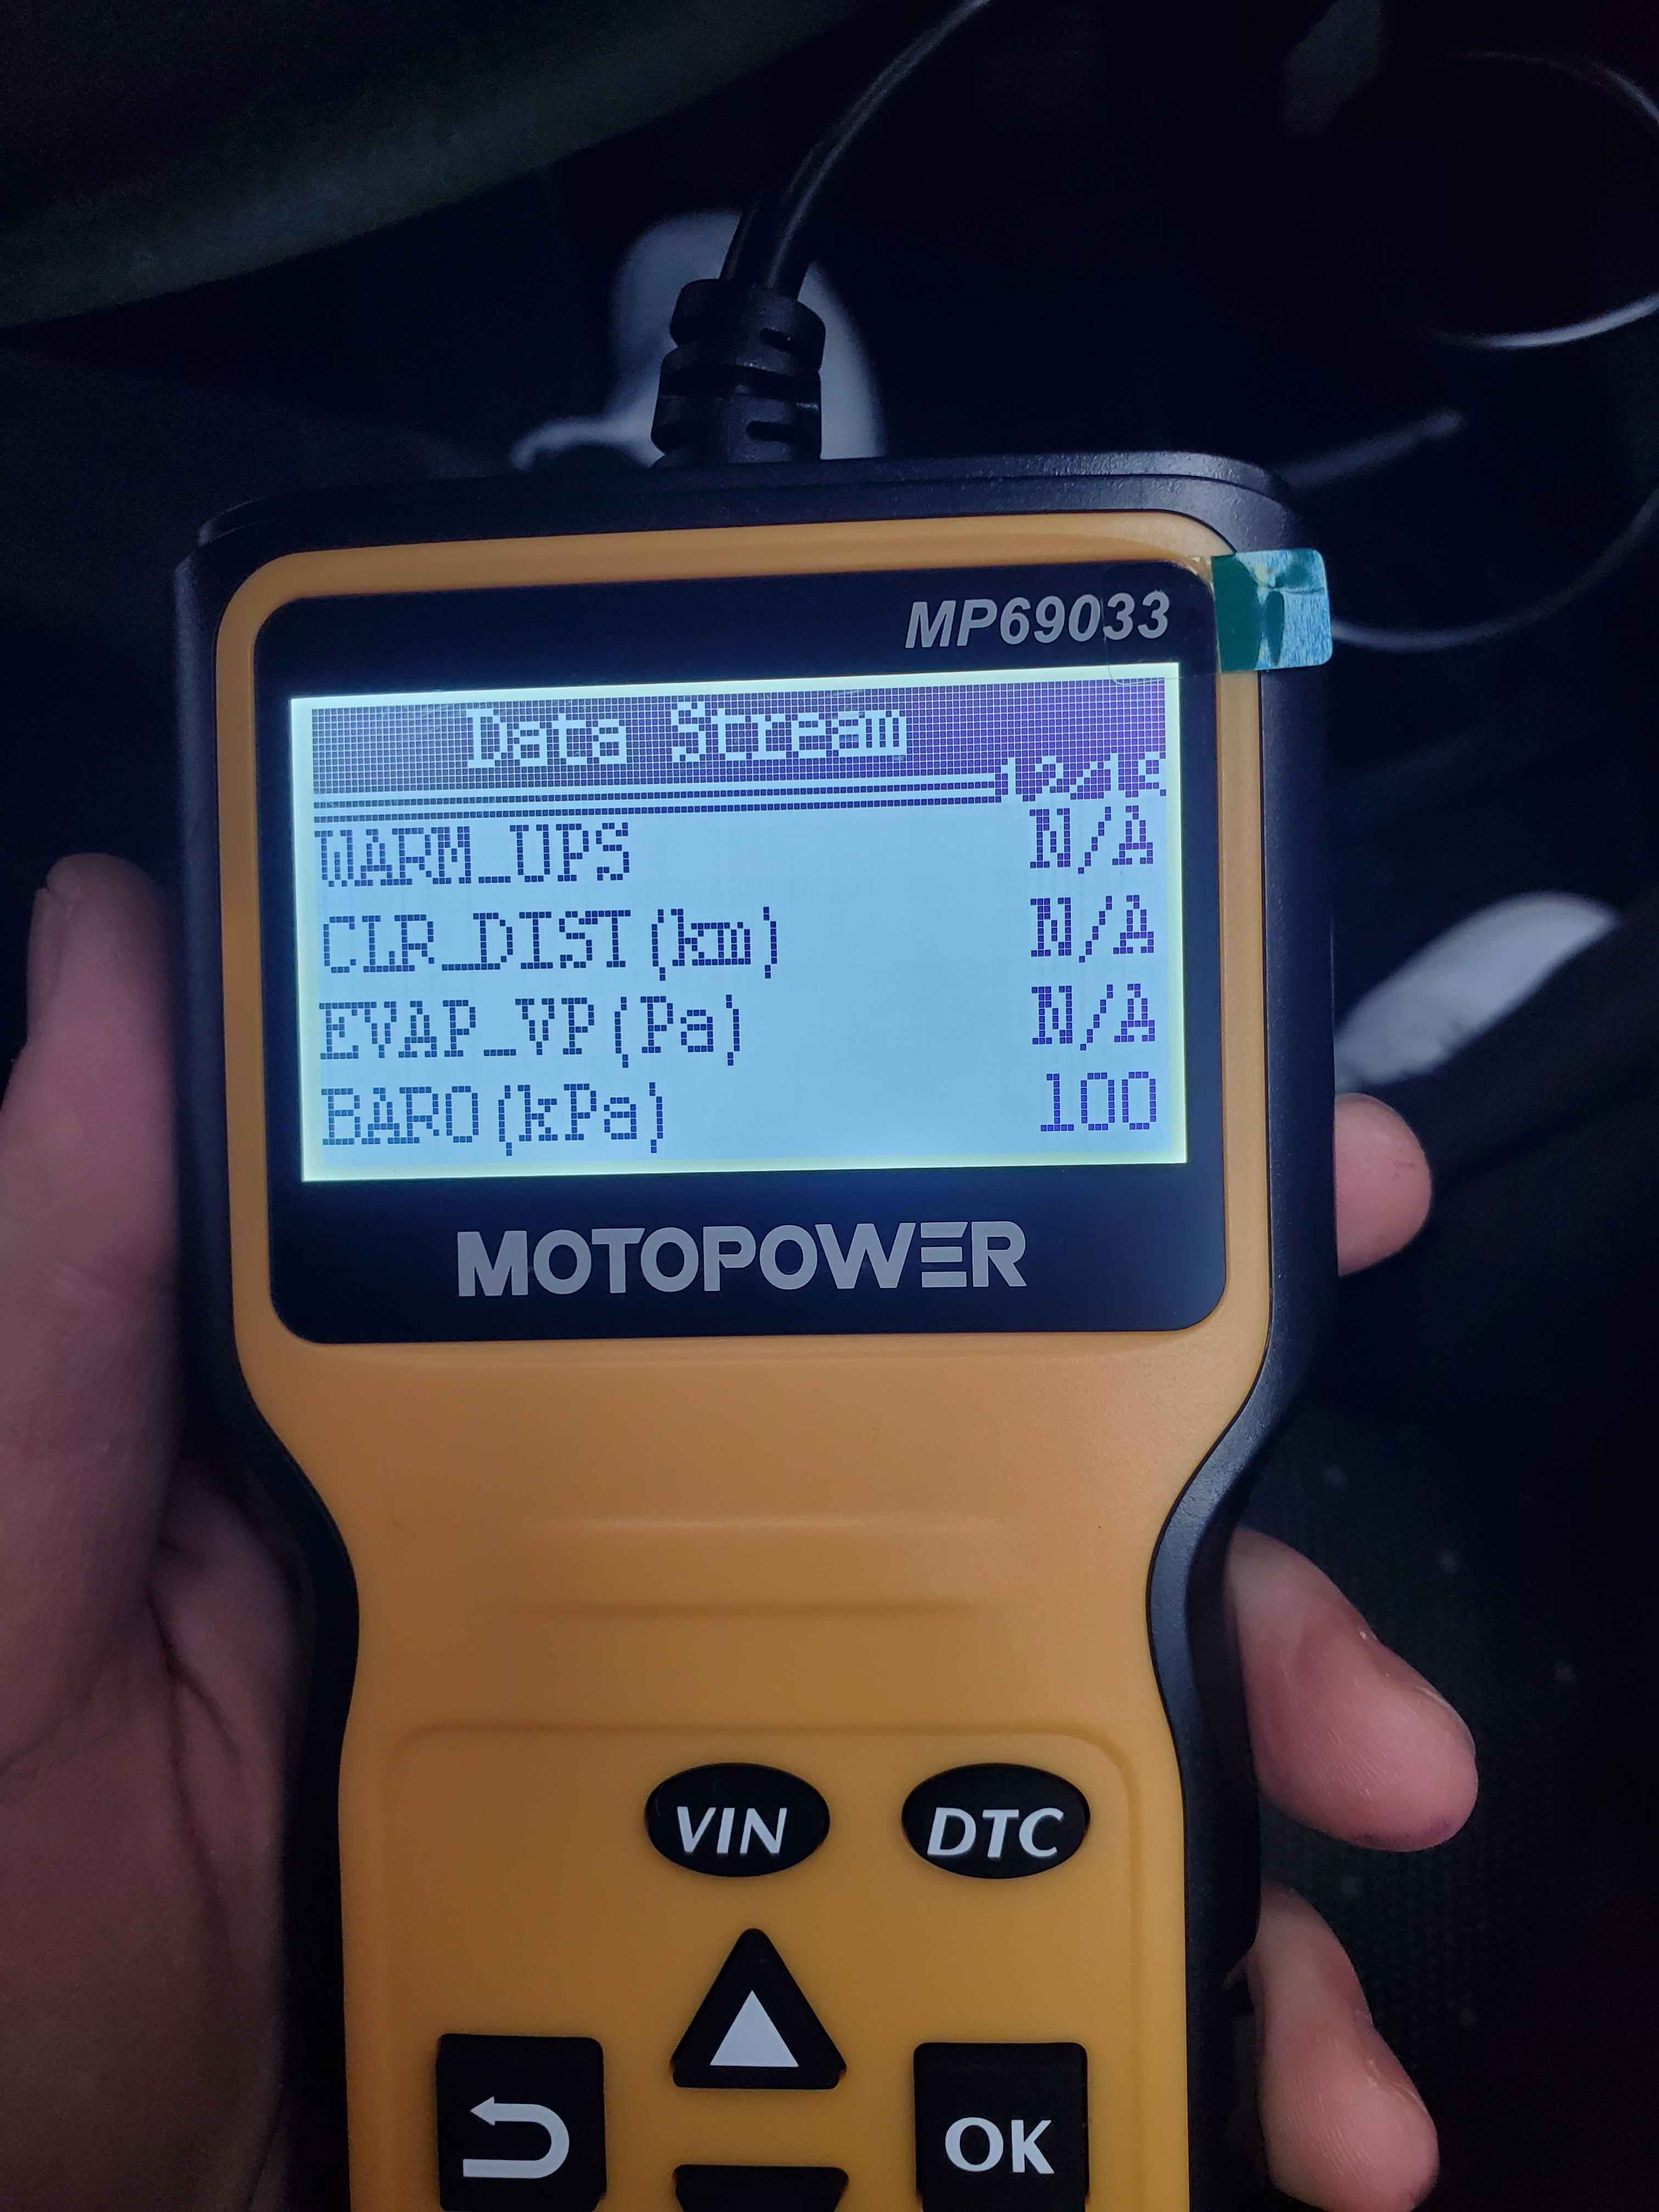 MP69033
Data Stream
WARM_UPS N/A
CLR_DIST(km) N/A
EVAP_VP(Pa) N/A
BARO(kPa) 100
MOTOPOWER
VIN
DTC
OK